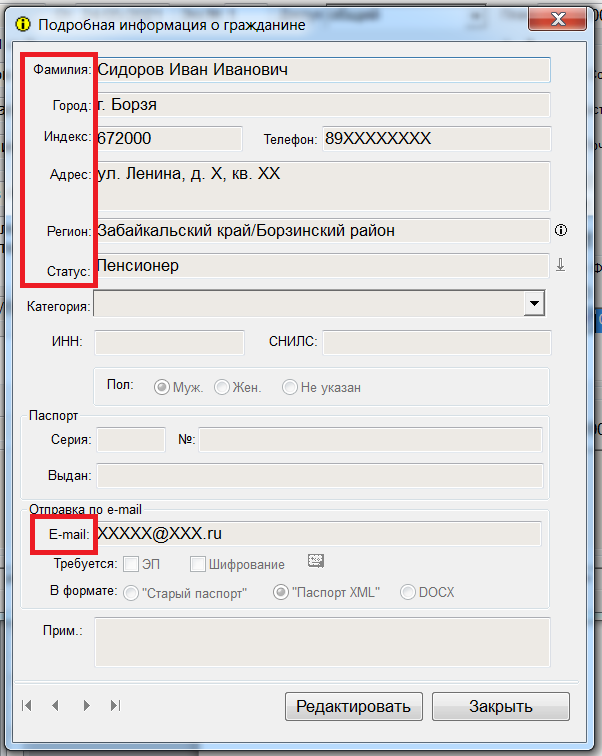 Подробная информация о гражданине
Фамилия: Сидоров Иван Иванович
Город: г. Борзя
Индекс: 672000 Телефон: 89XXXXXXXX
Адрес: ул. Ленина, д. X, кв. XX
Регион: Забайкальский край/Борзинский район
Статус: Пенсионер
Категория:
ИНН: СНИЛС:
Пол: Муж. Жен. Не указан
Паспорт
Серия: №:
Выдан:
Отправка по e-mail
E-mail: XXXXX@XXX.ru
Требуется: ЭП Шифрование
В формате: "Старый паспорт" "Паспорт XML" DOCX
Прим.:
Редактировать Закрыть